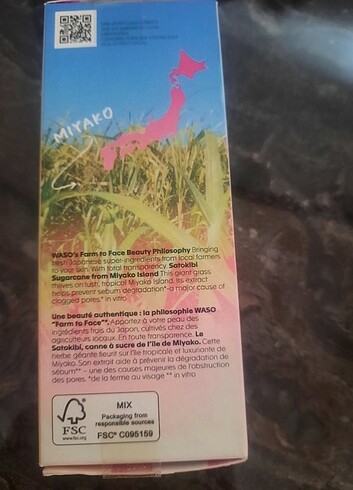 MIYAKO
WASO's Farm to Face Beauty Philosophy Bringing
fresh Japanese super-ingredients from local farmers
to your skin. With total transparency. Satokibi
Sugarcane from Miyako Island This giant grass
thrives on lush, tropical Miyako Island. Its extract
helps prevent sebum degradation*-a major cause of
clogged pores. * in vitro
Une beauté authentique : la philosophie WASO
"Farm to Face"*. Apportez à votre peau des
ingrédients frais du Japon, cultivés chez des
agriculteurs locaux. En toute transparence. Le
Satokibi, canne à sucre de l'île de Miyako. Cette
herbe géante fleurit sur l'île tropicale et luxuriante de
Miyako. Son extrait aide à prévenir la dégradation de
sébum** – une des causes majeures de l'obstruction
des pores. *de la ferme au visage ** in vitro
FSC
www.fsc.org
MIX
Packaging from
responsible sources
FSC® C095159